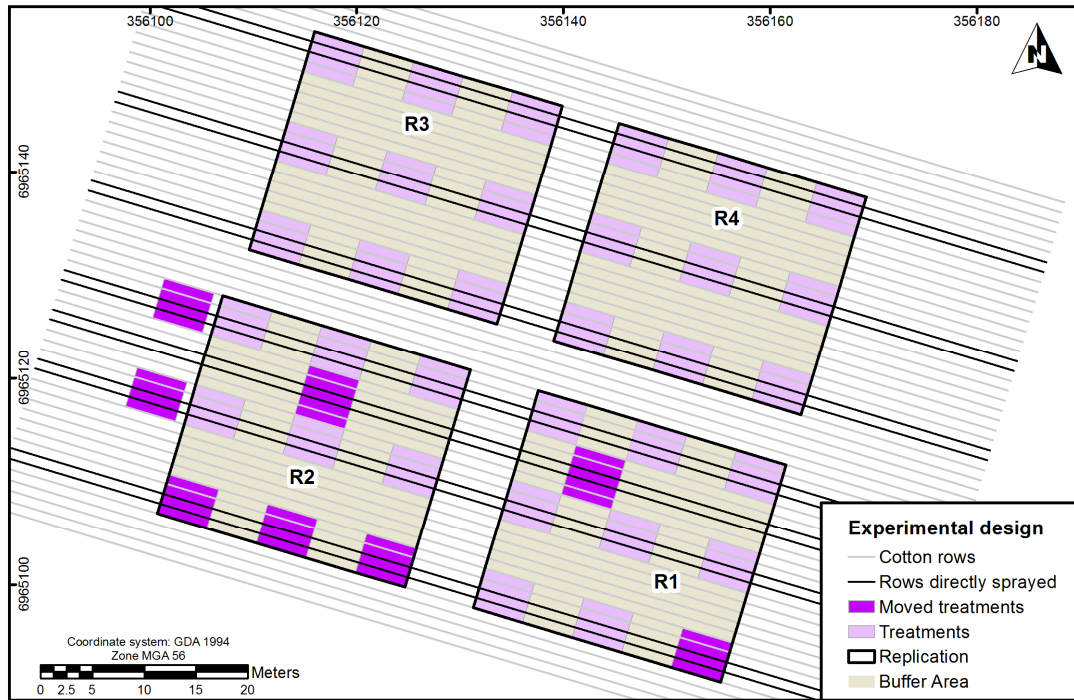 356100 356120 356140 356160 356180
N
R3
6965140
R4
6965120
R2
R1
6965100
Experimental design
Cotton rows
Rows directly sprayed
Moved treatments
Treatments
Replication
Buffer Area
Coordinate system: GDA 1994
Zone MGA 56
Meters
0 2.5 5 10 15 20